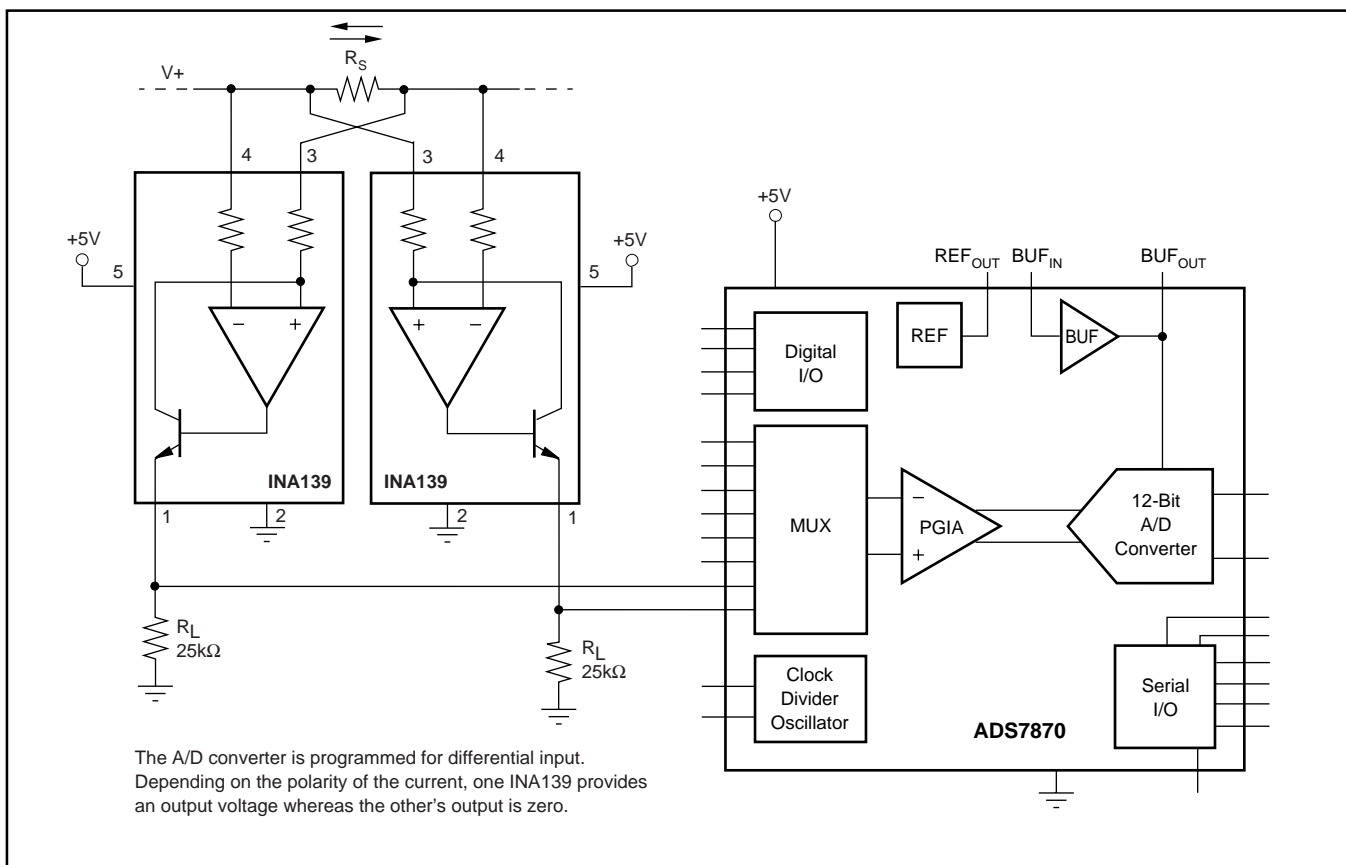 R_S
V+
4
3
3
4
+5V
5
5
+5V
− +
+ −
INA139
INA139
1
2
2
1
R_L
25kΩ
R_L
25kΩ
+5V
REF_OUT
BUF_IN
BUF_OUT
Digital
I/O
REF
BUF
MUX
−
PGIA
+
12-Bit
A/D
Converter
Clock
Divider
Oscillator
Serial
I/O
ADS7870
The A/D converter is programmed for differential input.
Depending on the polarity of the current, one INA139 provides
an output voltage whereas the other's output is zero.